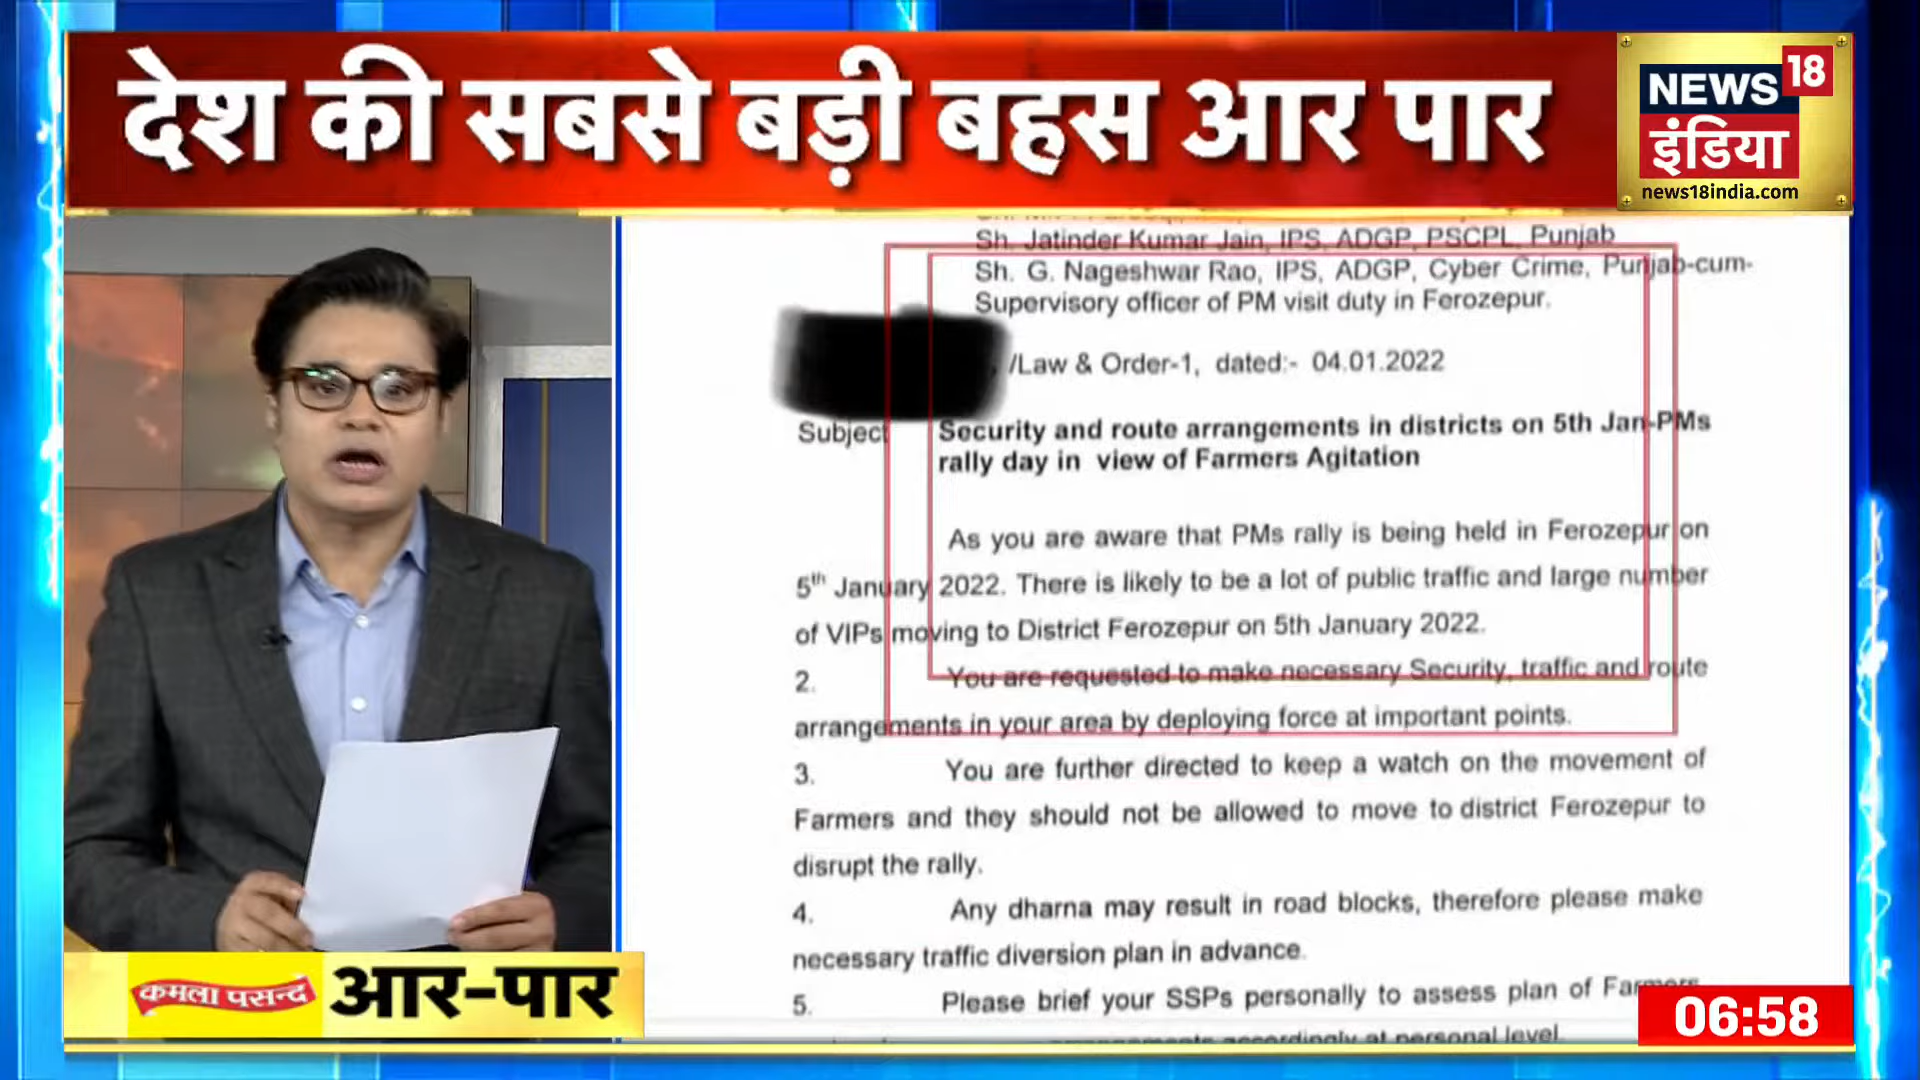 देश की सबसे बड़ी बहस आर पार
NEWS 18
इंडिया
news18india.com
Sh. Jatinder Kumar Jain, IPS, ADGP, PSCPL, Punjab
Sh. G. Nageshwar Rao, IPS, ADGP, Cyber Crime, Punjab-cum-
Supervisory officer of PM visit duty in Ferozepur.
/Law & Order-1, dated:- 04.01.2022
Subject Security and route arrangements in districts on 5th Jan-PMs
rally day in view of Farmers Agitation
As you are aware that PMs rally is being held in Ferozepur on
5th January 2022. There is likely to be a lot of public traffic and large number
of VIPs moving to District Ferozepur on 5th January 2022.
2. You are requested to make necessary Security, traffic and route
arrangements in your area by deploying force at important points.
3. You are further directed to keep a watch on the movement of
Farmers and they should not be allowed to move to district Ferozepur to
disrupt the rally.
4. Any dharna may result in road blocks, therefore please make
necessary traffic diversion plan in advance.
5. Please brief your SSPs personally to assess plan of Farmers
arrangements accordingly at personal level.
कमला पसन्द
आर-पार
06:58